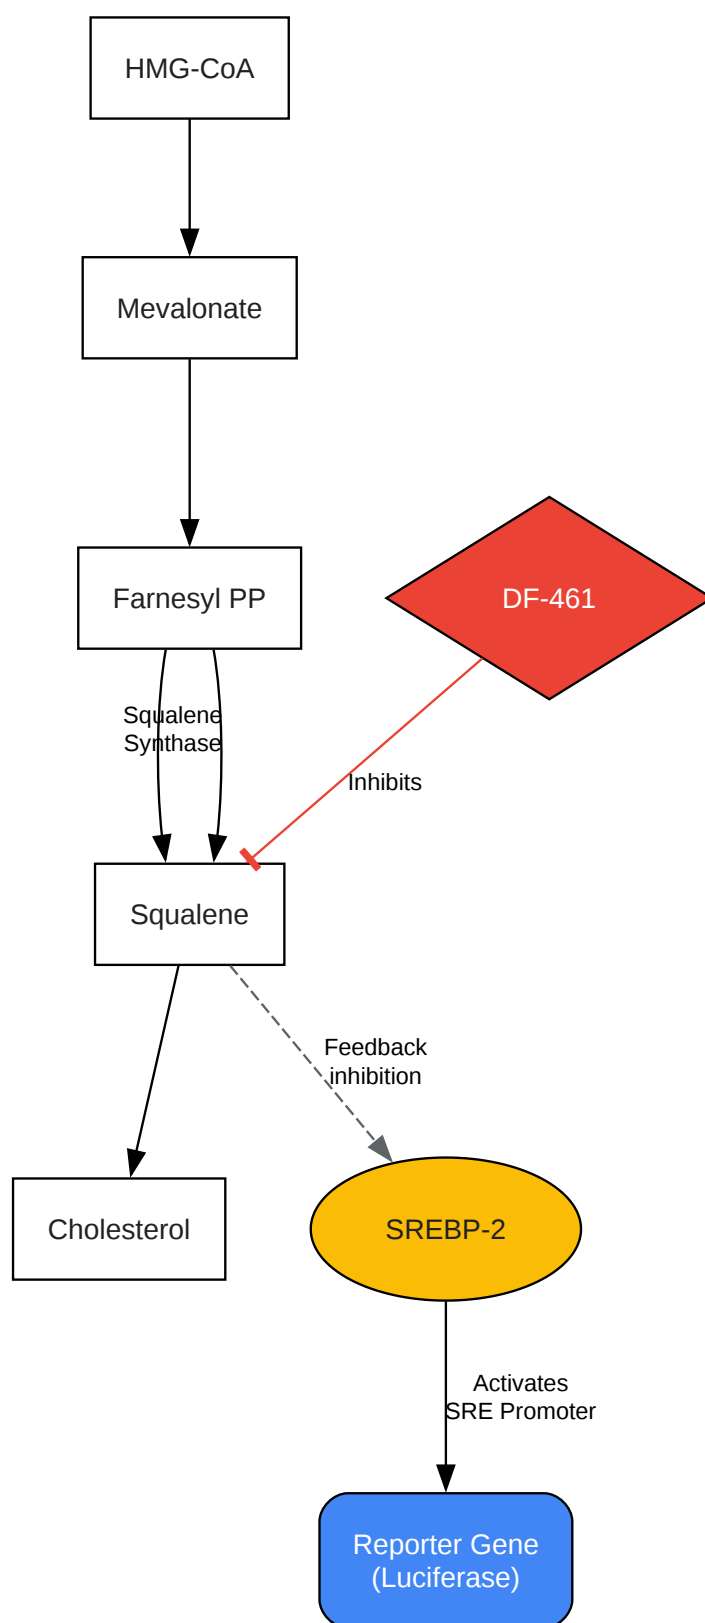 HMG-CoA
Mevalonate
Farnesyl PP
DF-461
Squalene
Synthase
Inhibits
Squalene
Feedback
inhibition
Cholesterol
SREBP-2
Activates
SRE Promoter
Reporter Gene
(Luciferase)